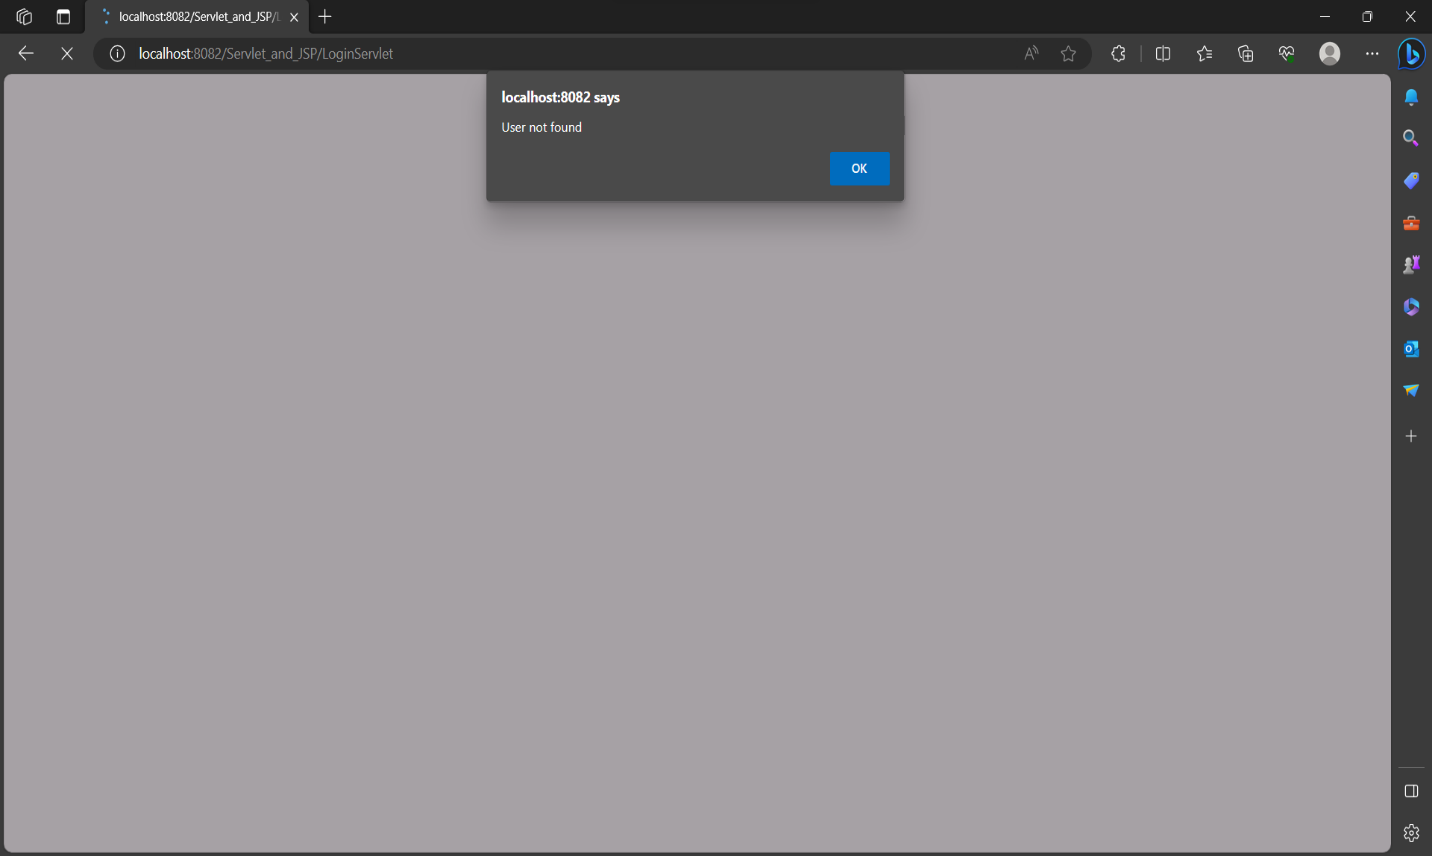 localhost:8082/Servlet_and_JSP/L
localhost:8082/Servlet_and_JSP/LoginServlet
localhost:8082 says
User not found
OK